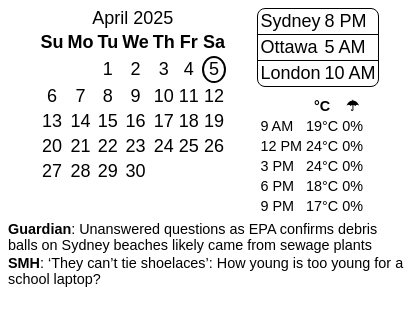 April 2025
Su Mo Tu We Th Fr Sa
1 2 3 4 5
6 7 8 9 10 11 12
13 14 15 16 17 18 19
20 21 22 23 24 25 26
27 28 29 30
Sydney 8 PM
Ottawa 5 AM
London 10 AM
°C ☂
9 AM 19°C 0%
12 PM 24°C 0%
3 PM 24°C 0%
6 PM 18°C 0%
9 PM 17°C 0%
Guardian: Unanswered questions as EPA confirms debris
balls on Sydney beaches likely came from sewage plants
SMH: ‘They can’t tie shoelaces’: How young is too young for a
school laptop?